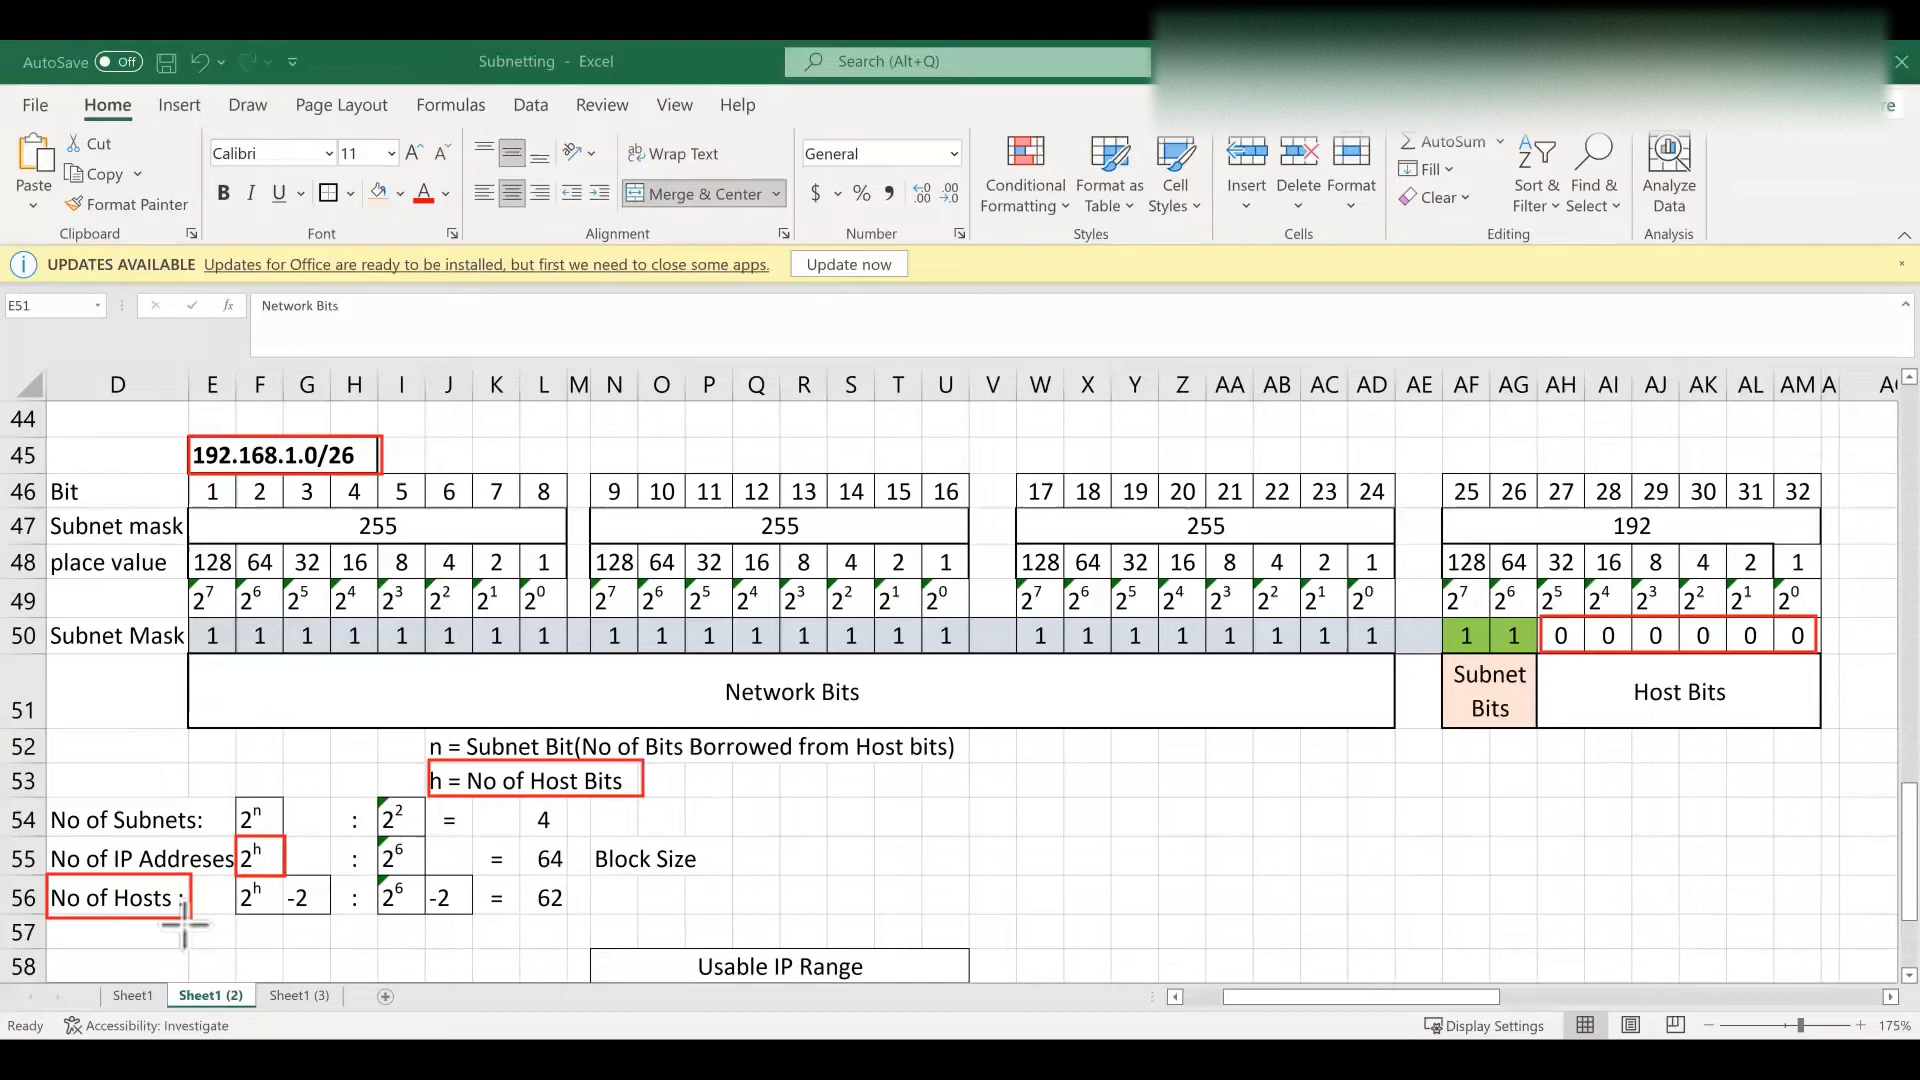 AutoSave Off Subnetting - Excel Search (Alt+Q)
File Home Insert Draw Page Layout Formulas Data Review View Help re
Paste Cut Copy Format Painter Clipboard
Calibri 11 B I U A Font
Wrap Text Merge & Center Alignment
General $ % Number
Conditional Formatting Format as Table Cell Styles Styles
Insert Delete Format Cells
AutoSum Fill Clear Sort & Filter Find & Select Editing
Analyze Data Analysis
UPDATES AVAILABLE Updates for Office are ready to be installed, but first we need to close some apps. Update now
E51 fx Network Bits
D E F G H I J K L M N O P Q R S T U V W X Y Z AA AB AC AD AE AF AG AH AI AJ AK AL AM A
44
45 192.168.1.0/26
46 Bit 1 2 3 4 5 6 7 8 9 10 11 12 13 14 15 16 17 18 19 20 21 22 23 24 25 26 27 28 29 30 31 32
47 Subnet mask 255 255 255 192
48 place value 128 64 32 16 8 4 2 1 128 64 32 16 8 4 2 1 128 64 32 16 8 4 2 1 128 64 32 16 8 4 2 1
49 2⁷ 2⁶ 2⁵ 2⁴ 2³ 2² 2¹ 2⁰ 2⁷ 2⁶ 2⁵ 2⁴ 2³ 2² 2¹ 2⁰ 2⁷ 2⁶ 2⁵ 2⁴ 2³ 2² 2¹ 2⁰ 2⁷ 2⁶ 2⁵ 2⁴ 2³ 2² 2¹ 2⁰
50 Subnet Mask 1 1 1 1 1 1 1 1 1 1 1 1 1 1 1 1 1 1 1 1 1 1 1 1 1 1 0 0 0 0 0 0
51 Network Bits Subnet Bits Host Bits
52 n = Subnet Bit(No of Bits Borrowed from Host bits)
53 h = No of Host Bits
54 No of Subnets: 2ⁿ : 2² = 4
55 No of IP Addreses 2ʰ : 2⁶ = 64 Block Size
56 No of Hosts : 2ʰ -2 : 2⁶ -2 = 62
57
58 Usable IP Range
Sheet1 Sheet1 (2) Sheet1 (3)
Ready Accessibility: Investigate Display Settings 175%